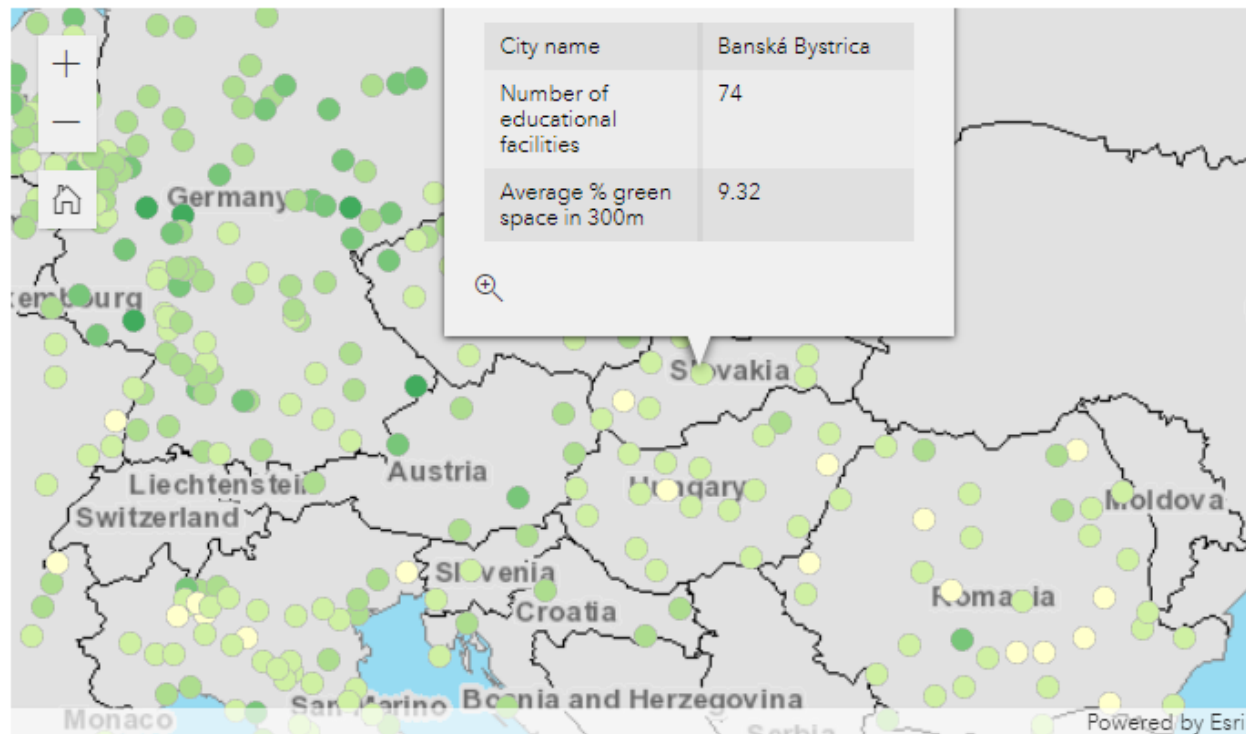 City name Banská Bystrica
Number of educational facilities 74
Average % green space in 300m 9.32
Germany
embourg
Slovakia
Austria
Liechtenstein
Hungary
Moldova
Switzerland
Slovenia
Croatia
Romania
San Marino
Bosnia and Herzegovina
Monaco
Serbia
Powered by Esri